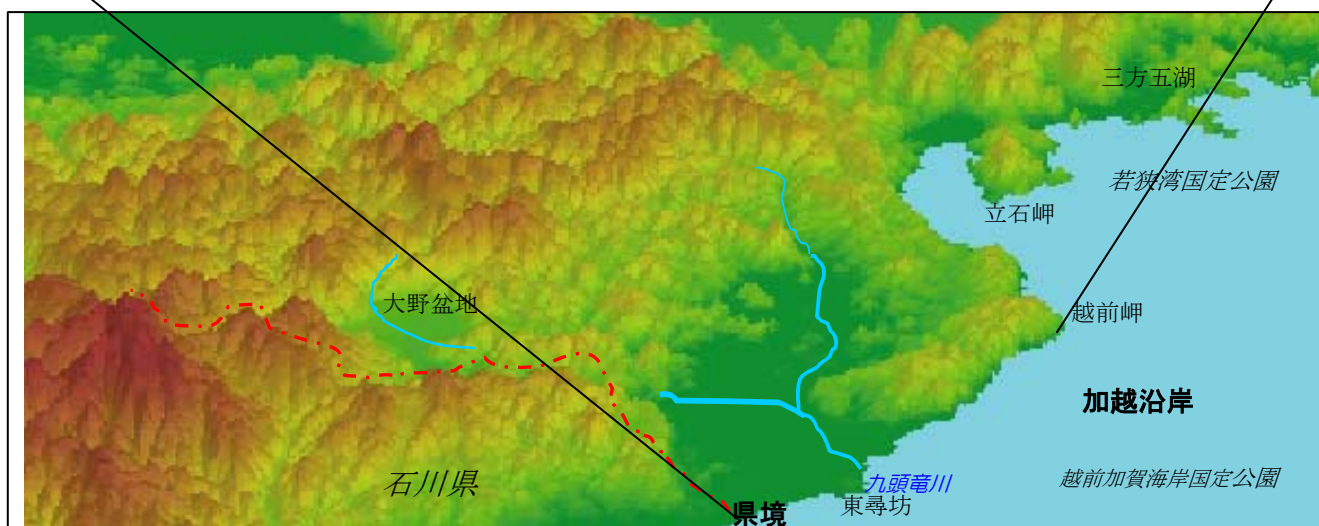 三方五湖
若狭湾国定公園
立石岬
大野盆地
越前岬
加越沿岸
石川県
九頭竜川
越前加賀海岸国定公園
東尋坊
県境